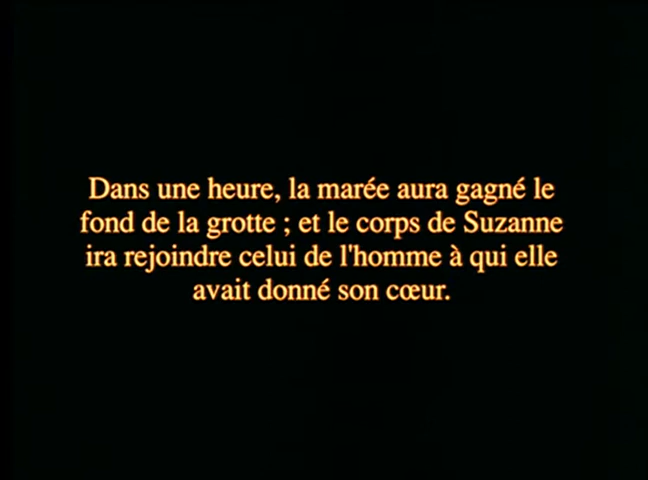 Dans une heure, la marée aura gagné le
fond de la grotte ; et le corps de Suzanne
ira rejoindre celui de l'homme à qui elle
avait donné son cœur.